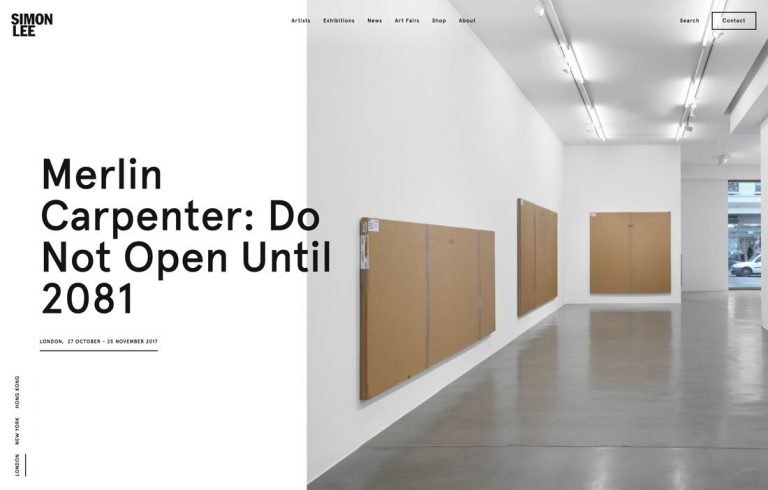 SIMON
LEE
Artists Exhibitions News Art Fairs Shop About
Search Contact
Merlin
Carpenter: Do
Not Open Until
2081
LONDON, 27 OCTOBER - 25 NOVEMBER 2017
LONDON NEW YORK HONG KONG